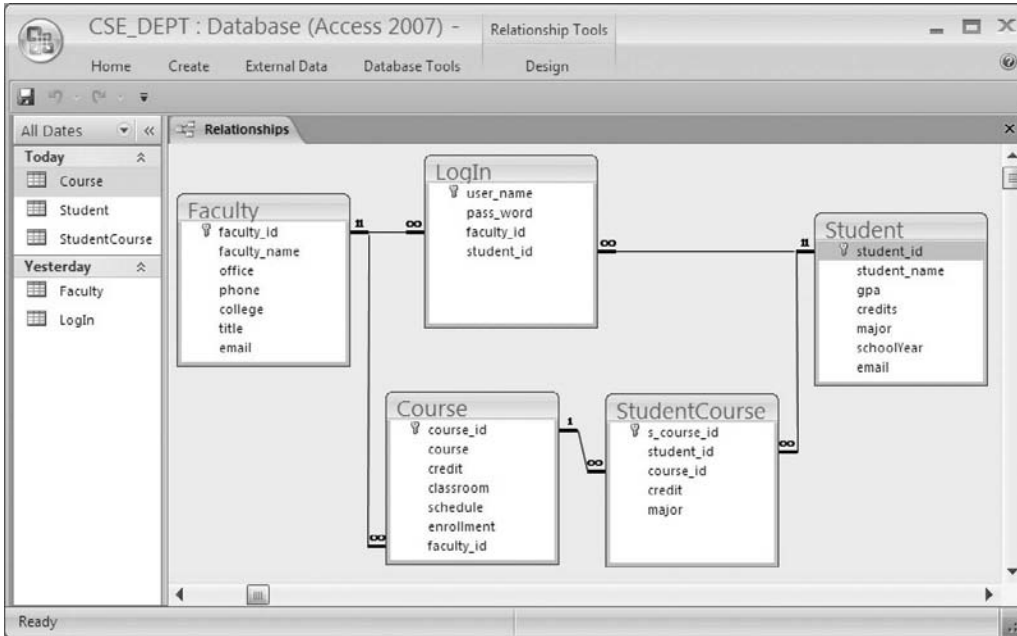 CSE_DEPT : Database (Access 2007) -
Relationship Tools
Home Create External Data Database Tools Design
All Dates
Relationships
Today
Course
Student
StudentCourse
Yesterday
Faculty
LogIn
Faculty
faculty_id
faculty_name
office
phone
college
title
email
LogIn
user_name
pass_word
faculty_id
student_id
Student
student_id
student_name
gpa
credits
major
schoolYear
email
Course
course_id
course
credit
classroom
schedule
enrollment
faculty_id
StudentCourse
s_course_id
student_id
course_id
credit
major
11 ∞
∞ 11
1 ∞
∞
∞
Ready